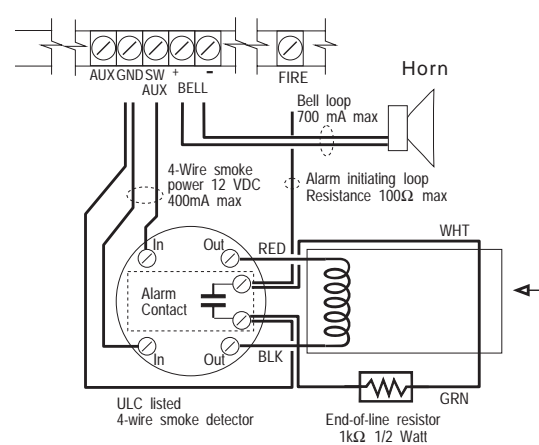 AUX GND SW + -
AUX BELL
FIRE
Horn
Bell loop
700 mA max
4-Wire smoke
power 12 VDC
400mA max
Alarm initiating loop
Resistance 100Ω max
WHT
In
Out
RED
Alarm
Contact
In
Out
BLK
GRN
ULC listed
4-wire smoke detector
End-of-line resistor
1kΩ 1/2 Watt